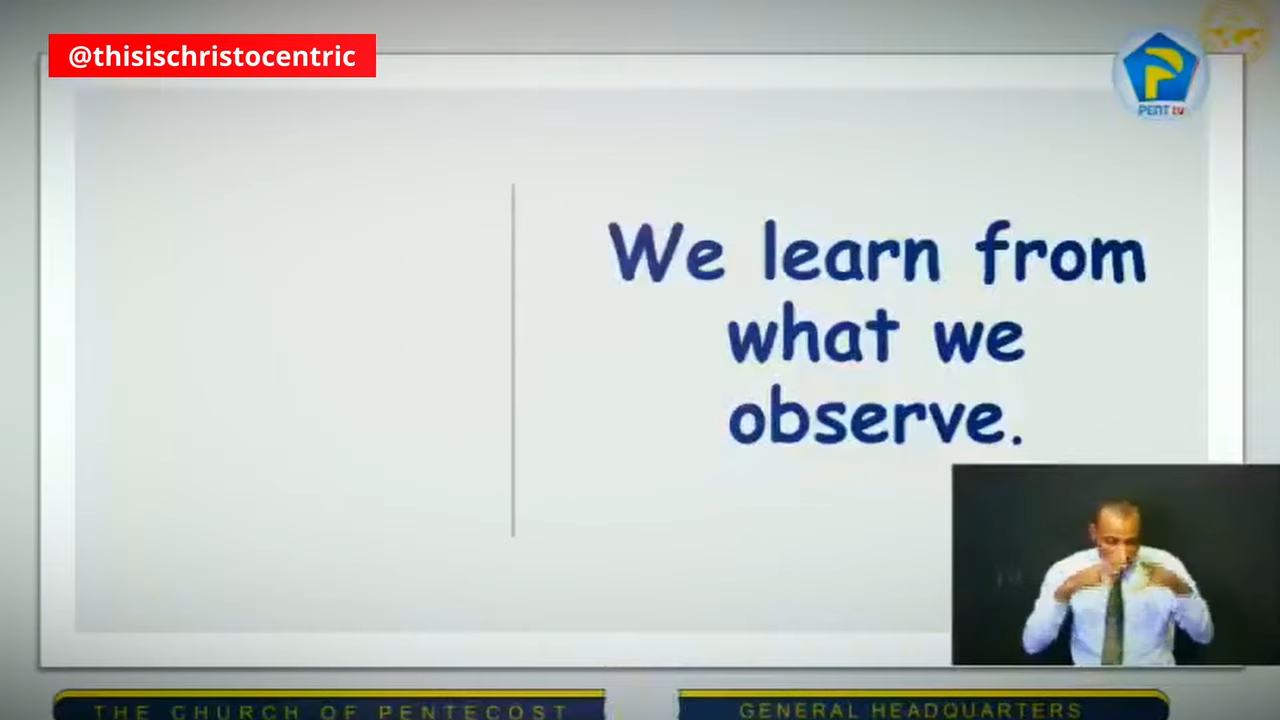 @thisischristocentric
PENT tv
We learn from
what we
observe.
THE CHURCH OF PENTECOST
GENERAL HEADQUARTERS